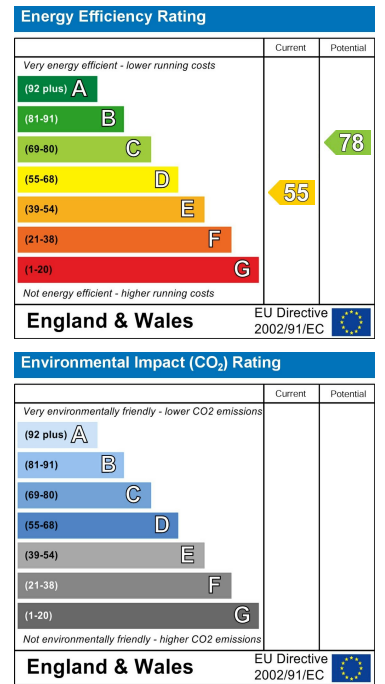 Energy Efficiency Rating
Current Potential
Very energy efficient - lower running costs
(92 plus) A
(81-91) B
(69-80) C
78
(55-68) D
55
(39-54) E
(21-38) F
(1-20) G
Not energy efficient - higher running costs
England & Wales
EU Directive
2002/91/EC
Environmental Impact (CO₂) Rating
Current Potential
Very environmentally friendly - lower CO2 emissions
(92 plus) A
(81-91) B
(69-80) C
(55-68) D
(39-54) E
(21-38) F
(1-20) G
Not environmentally friendly - higher CO2 emissions
England & Wales
EU Directive
2002/91/EC